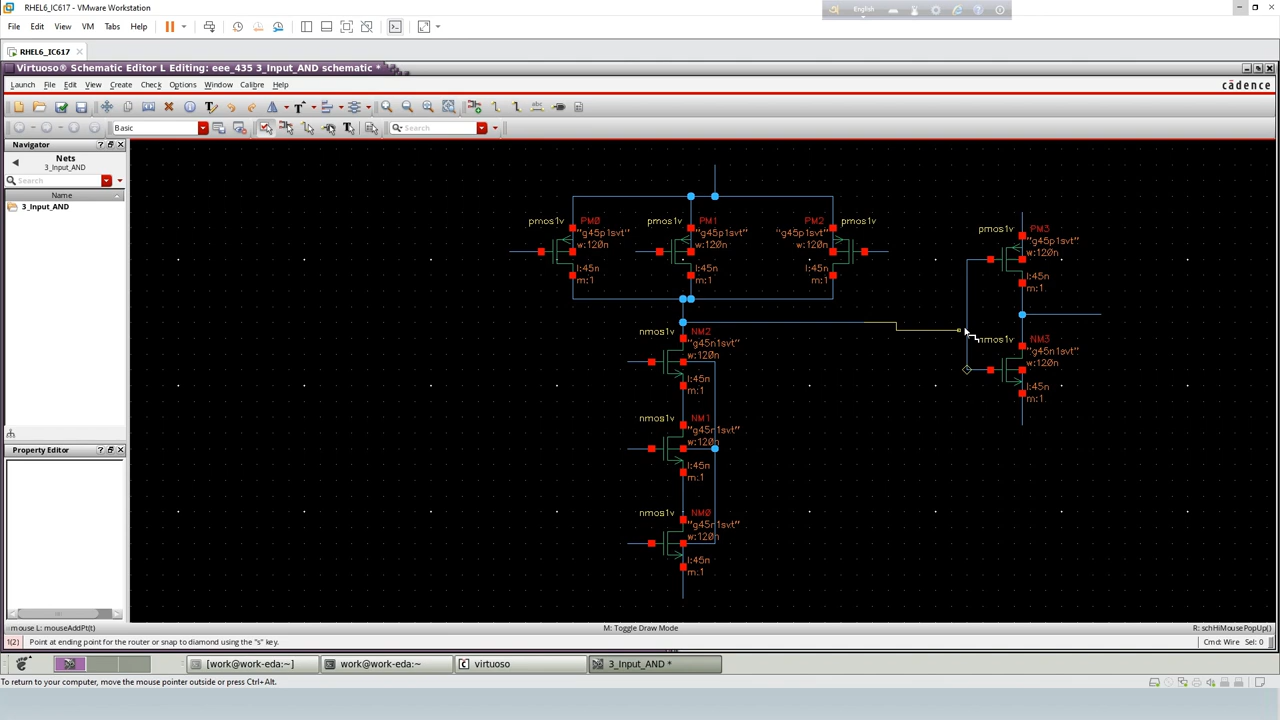 RHEL6_IC617 - VMware Workstation
English
File Edit View VM Tabs Help
RHEL6_IC617
Virtuoso® Schematic Editor L Editing: eee_435 3_Input_AND schematic *
Launch File Edit View Create Check Options Window Calibre Help
cādence
Basic
Search
Navigator
Nets
3_Input_AND
Search
Name
3_Input_AND
Property Editor
pmos1v PM0
"g45p1svt"
w:120n
l:45n
m:1
pmos1v PM1
"g45p1svt"
w:120n
l:45n
m:1
PM2 pmos1v
"g45p1svt"
w:120n
l:45n
m:1
pmos1v PM3
"g45p1svt"
w:120n
l:45n
m:1
nmos1v NM2
"g45n1svt"
w:120n
l:45n
m:1
nmos1v NM3
"g45n1svt"
w:120n
l:45n
m:1
nmos1v NM1
"g45n1svt"
w:120n
l:45n
m:1
nmos1v NM0
"g45n1svt"
w:120n
l:45n
m:1
mouse L: mouseAddPt(t) M: Toggle Draw Mode R: schHiMousePopUp()
1(2) Point at ending point for the router or snap to diamond using the "s" key. Cmd: Wire Sel: 0
[work@work-eda:~] work@work-eda:~ virtuoso 3_Input_AND *
To return to your computer, move the mouse pointer outside or press Ctrl+Alt.